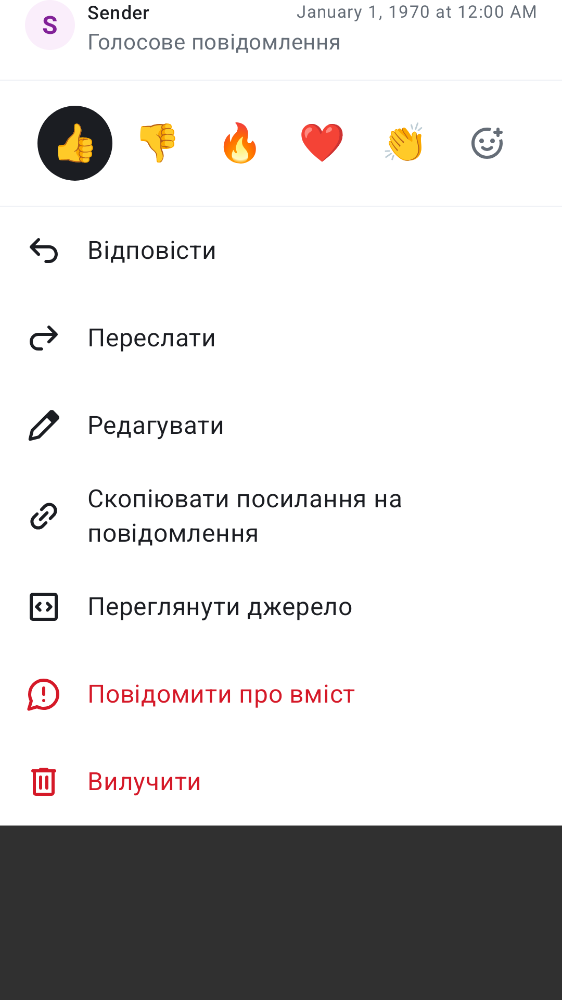 S
Sender
January 1, 1970 at 12:00 AM
Голосове повідомлення
Відповісти
Переслати
Редагувати
Скопіювати посилання на
повідомлення
Переглянути джерело
Повідомити про вміст
Вилучити